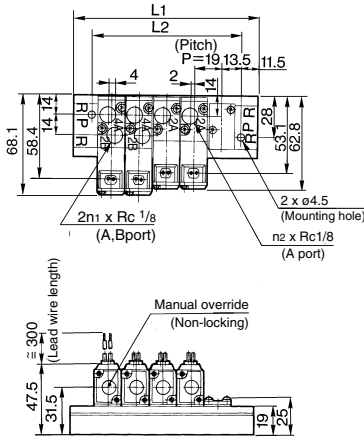 L1
L2
(Pitch)
P=19 13.5 11.5
4
2
14
14
14
R
P
R
4A
2B
4A
2B
2A
2A
R
P
R
68.1
58.4
28
53.1
62.8
2n1 x Rc 1/8
(A,Bport)
2 x ø4.5
(Mounting hole)
n2 x Rc1/8
(A port)
≈ 300
(Lead wire length)
Manual override
(Non-locking)
47.5
31.5
19
25